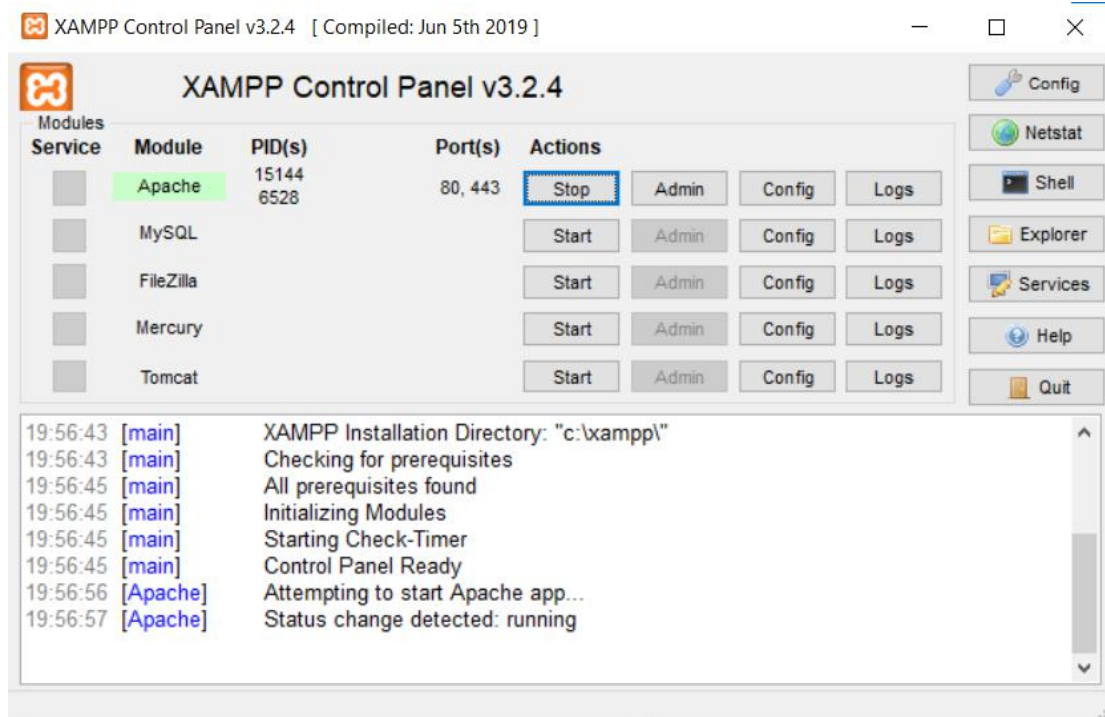 XAMPP Control Panel v3.2.4 [ Compiled: Jun 5th 2019 ]
XAMPP Control Panel v3.2.4
Config
Modules
Service Module PID(s) Port(s) Actions
Netstat
Apache 15144 6528 80, 443 Stop Admin Config Logs
Shell
MySQL Start Admin Config Logs
Explorer
FileZilla Start Admin Config Logs
Services
Mercury Start Admin Config Logs
Help
Tomcat Start Admin Config Logs
Quit
19:56:43 [main] XAMPP Installation Directory: "c:\xampp\"
19:56:43 [main] Checking for prerequisites
19:56:45 [main] All prerequisites found
19:56:45 [main] Initializing Modules
19:56:45 [main] Starting Check-Timer
19:56:45 [main] Control Panel Ready
19:56:56 [Apache] Attempting to start Apache app...
19:56:57 [Apache] Status change detected: running